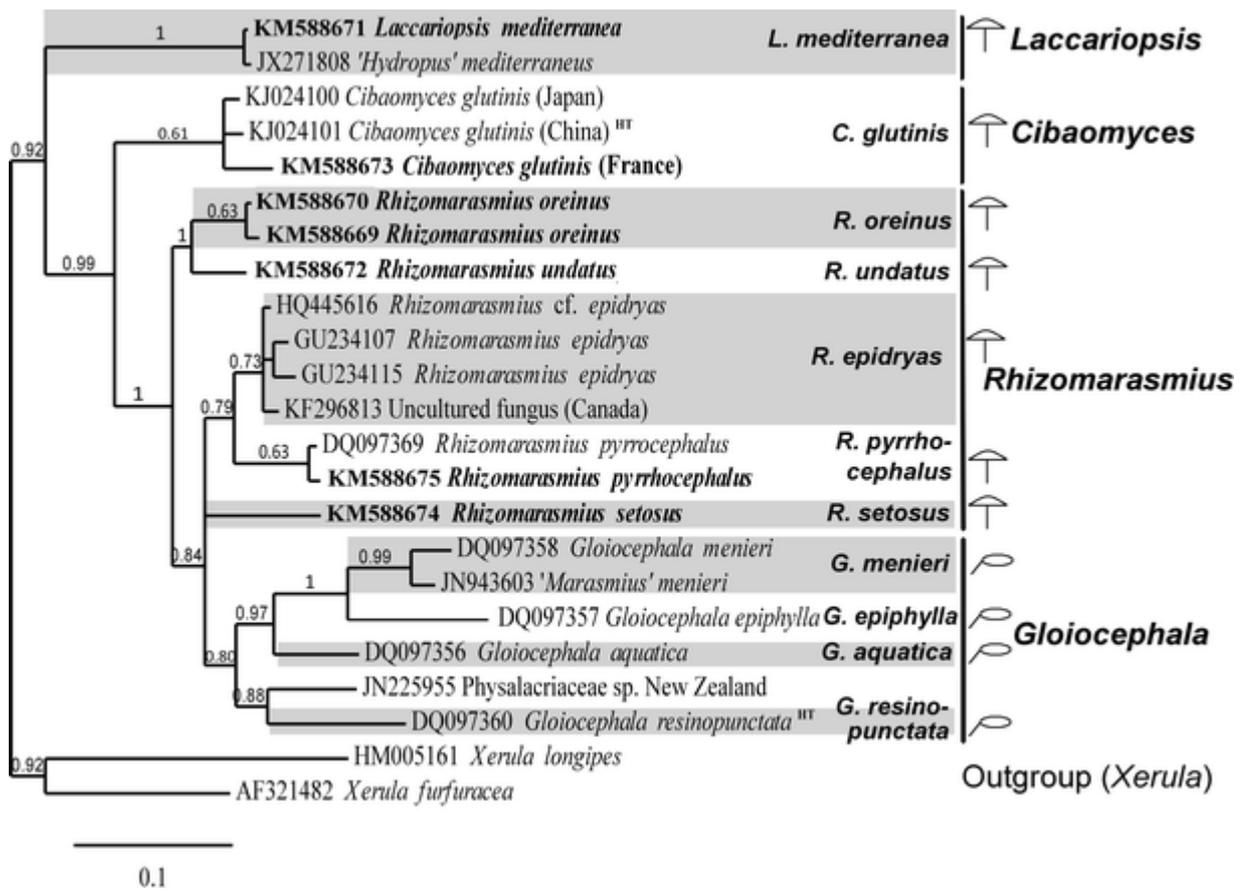 1
KM588671 Laccariopsis mediterranea
L. mediterranea
Laccariopsis
JX271808 'Hydropus' mediterraneus
KJ024100 Cibaomyces glutinis (Japan)
0.61
KJ024101 Cibaomyces glutinis (China) HT
C. glutinis
Cibaomyces
0.92
KM588673 Cibaomyces glutinis (France)
KM588670 Rhizomarasmius oreinus
0.63
R. oreinus
1
KM588669 Rhizomarasmius oreinus
0.99
KM588672 Rhizomarasmius undatus
R. undatus
HQ445616 Rhizomarasmius cf. epidryas
GU234107 Rhizomarasmius epidryas
R. epidryas
0.73
GU234115 Rhizomarasmius epidryas
Rhizomarasmius
1
0.79
KF296813 Uncultured fungus (Canada)
DQ097369 Rhizomarasmius pyrrocephalus
R. pyrrho-
cephalus
0.63
KM588675 Rhizomarasmius pyrrhocephalus
KM588674 Rhizomarasmius setosus
R. setosus
0.84
0.99
DQ097358 Gloiocephala menieri
G. menieri
1
JN943603 'Marasmius' menieri
0.97
DQ097357 Gloiocephala epiphylla
G. epiphylla
Gloiocephala
0.80
DQ097356 Gloiocephala aquatica
G. aquatica
JN225955 Physalacriaceae sp. New Zealand
0.88
DQ097360 Gloiocephala resinopunctata HT
G. resino-
punctata
HM005161 Xerula longipes
0.92
Outgroup (Xerula)
AF321482 Xerula furfuracea
0.1